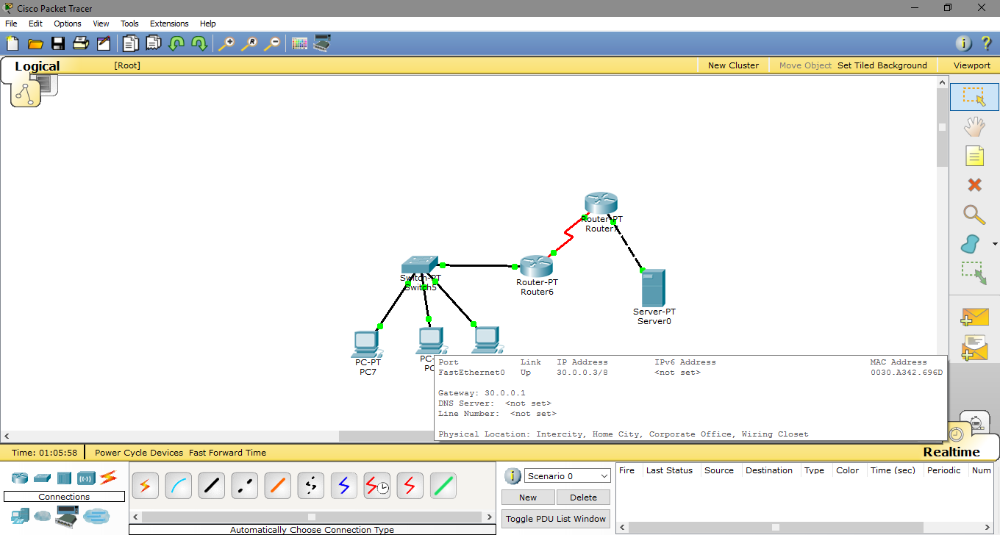 Cisco Packet Tracer
File Edit Options View Tools Extensions Help
Logical
[Root]
New Cluster
Move Object
Set Tiled Background
Viewport
Router-PT
Router7
Switch-PT
Switch5
Router-PT
Router6
Server-PT
Server0
PC-PT
PC7
PC-
PC
Port Link IP Address IPv6 Address MAC Address
FastEthernet0 Up 30.0.0.3/8 <not set> 0030.A342.696D
Gateway: 30.0.0.1
DNS Server: <not set>
Line Number: <not set>
Physical Location: Intercity, Home City, Corporate Office, Wiring Closet
Time: 01:05:58 Power Cycle Devices Fast Forward Time
Realtime
Connections
Automatically Choose Connection Type
Scenario 0
New Delete
Toggle PDU List Window
Fire Last Status Source Destination Type Color Time (sec) Periodic Num